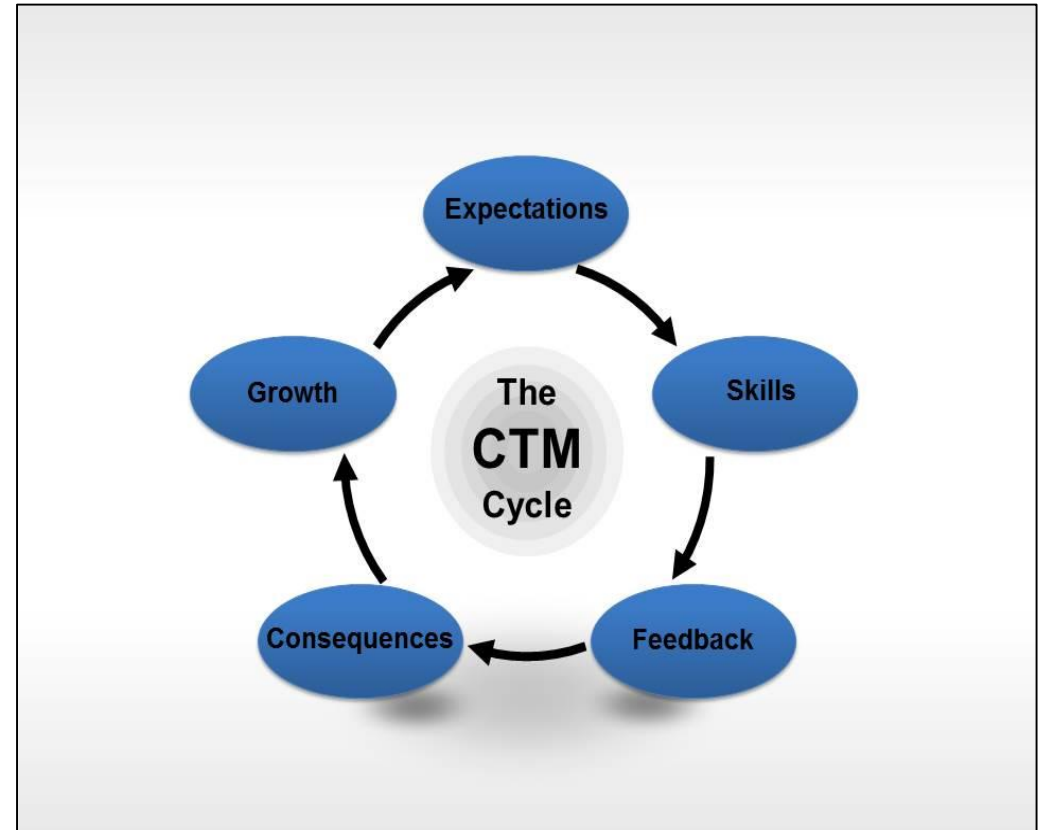 Expectations
Skills
Feedback
Consequences
Growth
The
CTM
Cycle